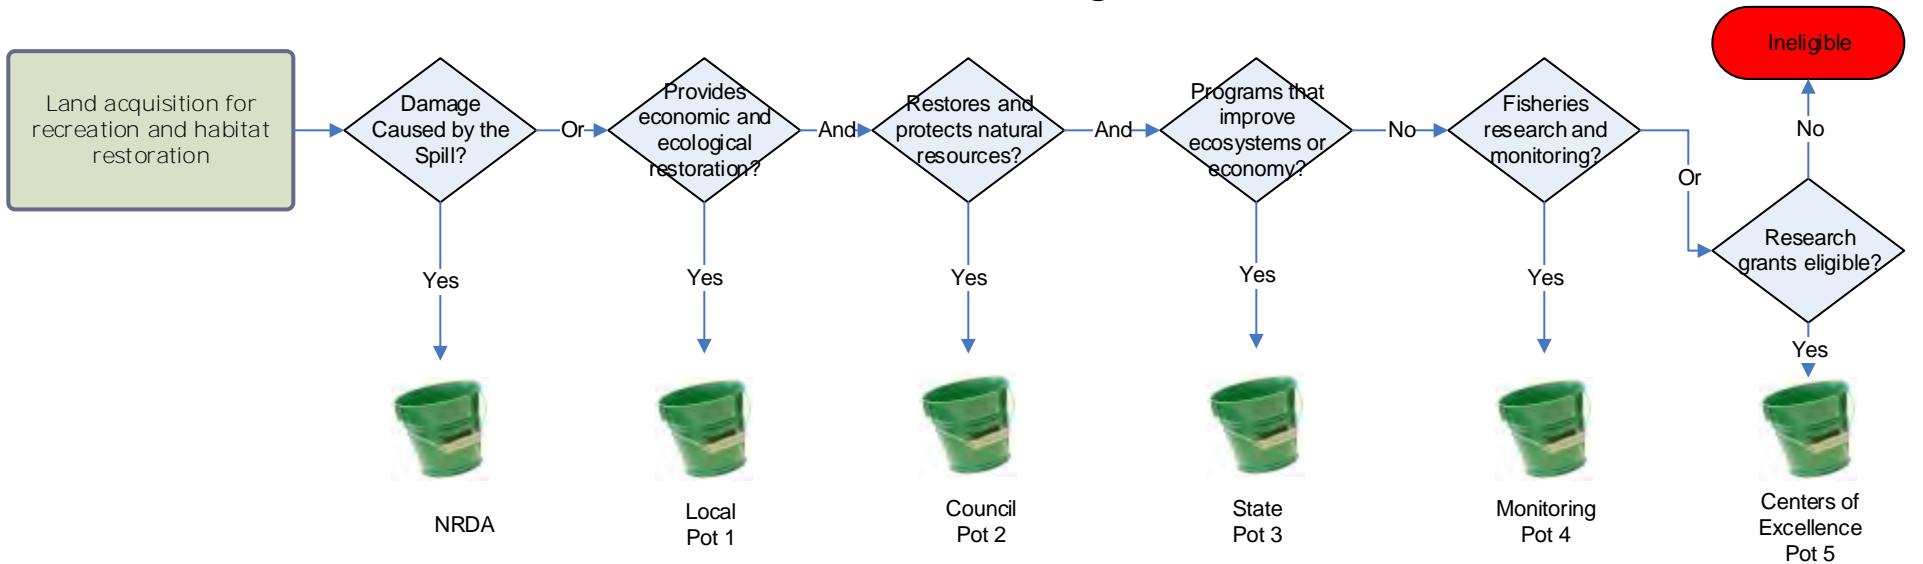 Land acquisition for
recreation and habitat
restoration
Damage
Caused by the
Spill?
Or
Provides
economic and
ecological
restoration?
And
Restores and
protects natural
resources?
And
Programs that
improve
ecosystems or
economy?
No
Fisheries
research and
monitoring?
Or
Research
grants eligible?
No
Ineligible
Yes
Yes
Yes
Yes
Yes
Yes
NRDA
Local
Pot 1
Council
Pot 2
State
Pot 3
Monitoring
Pot 4
Centers of
Excellence
Pot 5